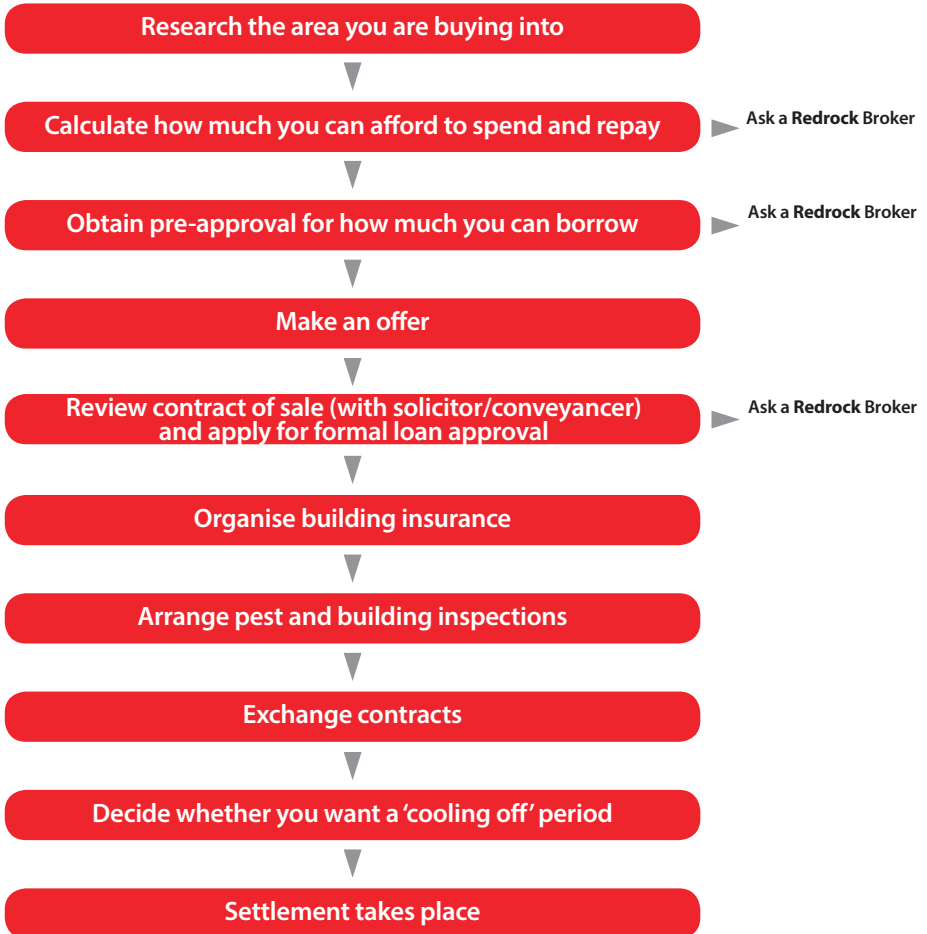 Research the area you are buying into
Calculate how much you can afford to spend and repay
Ask a Redrock Broker
Obtain pre-approval for how much you can borrow
Ask a Redrock Broker
Make an offer
Review contract of sale (with solicitor/conveyancer)
and apply for formal loan approval
Ask a Redrock Broker
Organise building insurance
Arrange pest and building inspections
Exchange contracts
Decide whether you want a ‘cooling off’ period
Settlement takes place